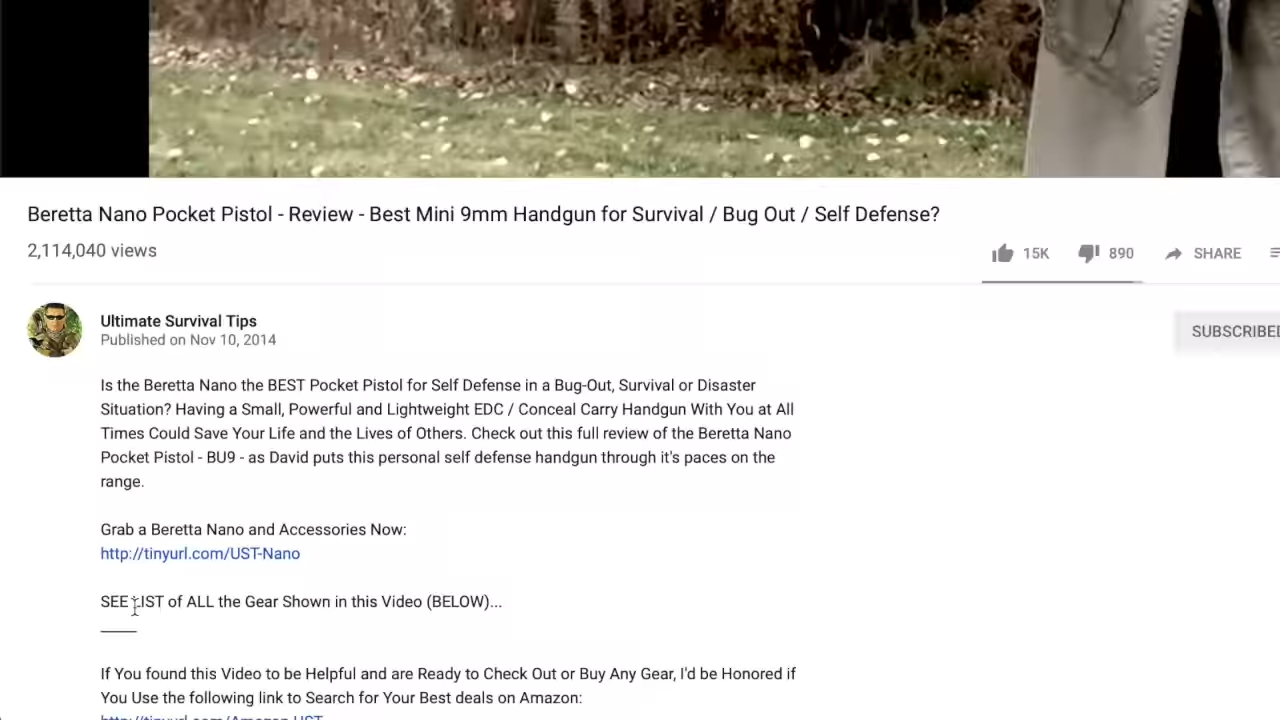 Beretta Nano Pocket Pistol - Review - Best Mini 9mm Handgun for Survival / Bug Out / Self Defense?
2,114,040 views
15K 890 SHARE
Ultimate Survival Tips
Published on Nov 10, 2014
SUBSCRIBED
Is the Beretta Nano the BEST Pocket Pistol for Self Defense in a Bug-Out, Survival or Disaster
Situation? Having a Small, Powerful and Lightweight EDC / Conceal Carry Handgun With You at All
Times Could Save Your Life and the Lives of Others. Check out this full review of the Beretta Nano
Pocket Pistol - BU9 - as David puts this personal self defense handgun through it's paces on the
range.
Grab a Beretta Nano and Accessories Now:
http://tinyurl.com/UST-Nano
SEE LIST of ALL the Gear Shown in this Video (BELOW)...
_____
If You found this Video to be Helpful and are Ready to Check Out or Buy Any Gear, I'd be Honored if
You Use the following link to Search for Your Best deals on Amazon:
http://tinyurl.com/Amazon-UST